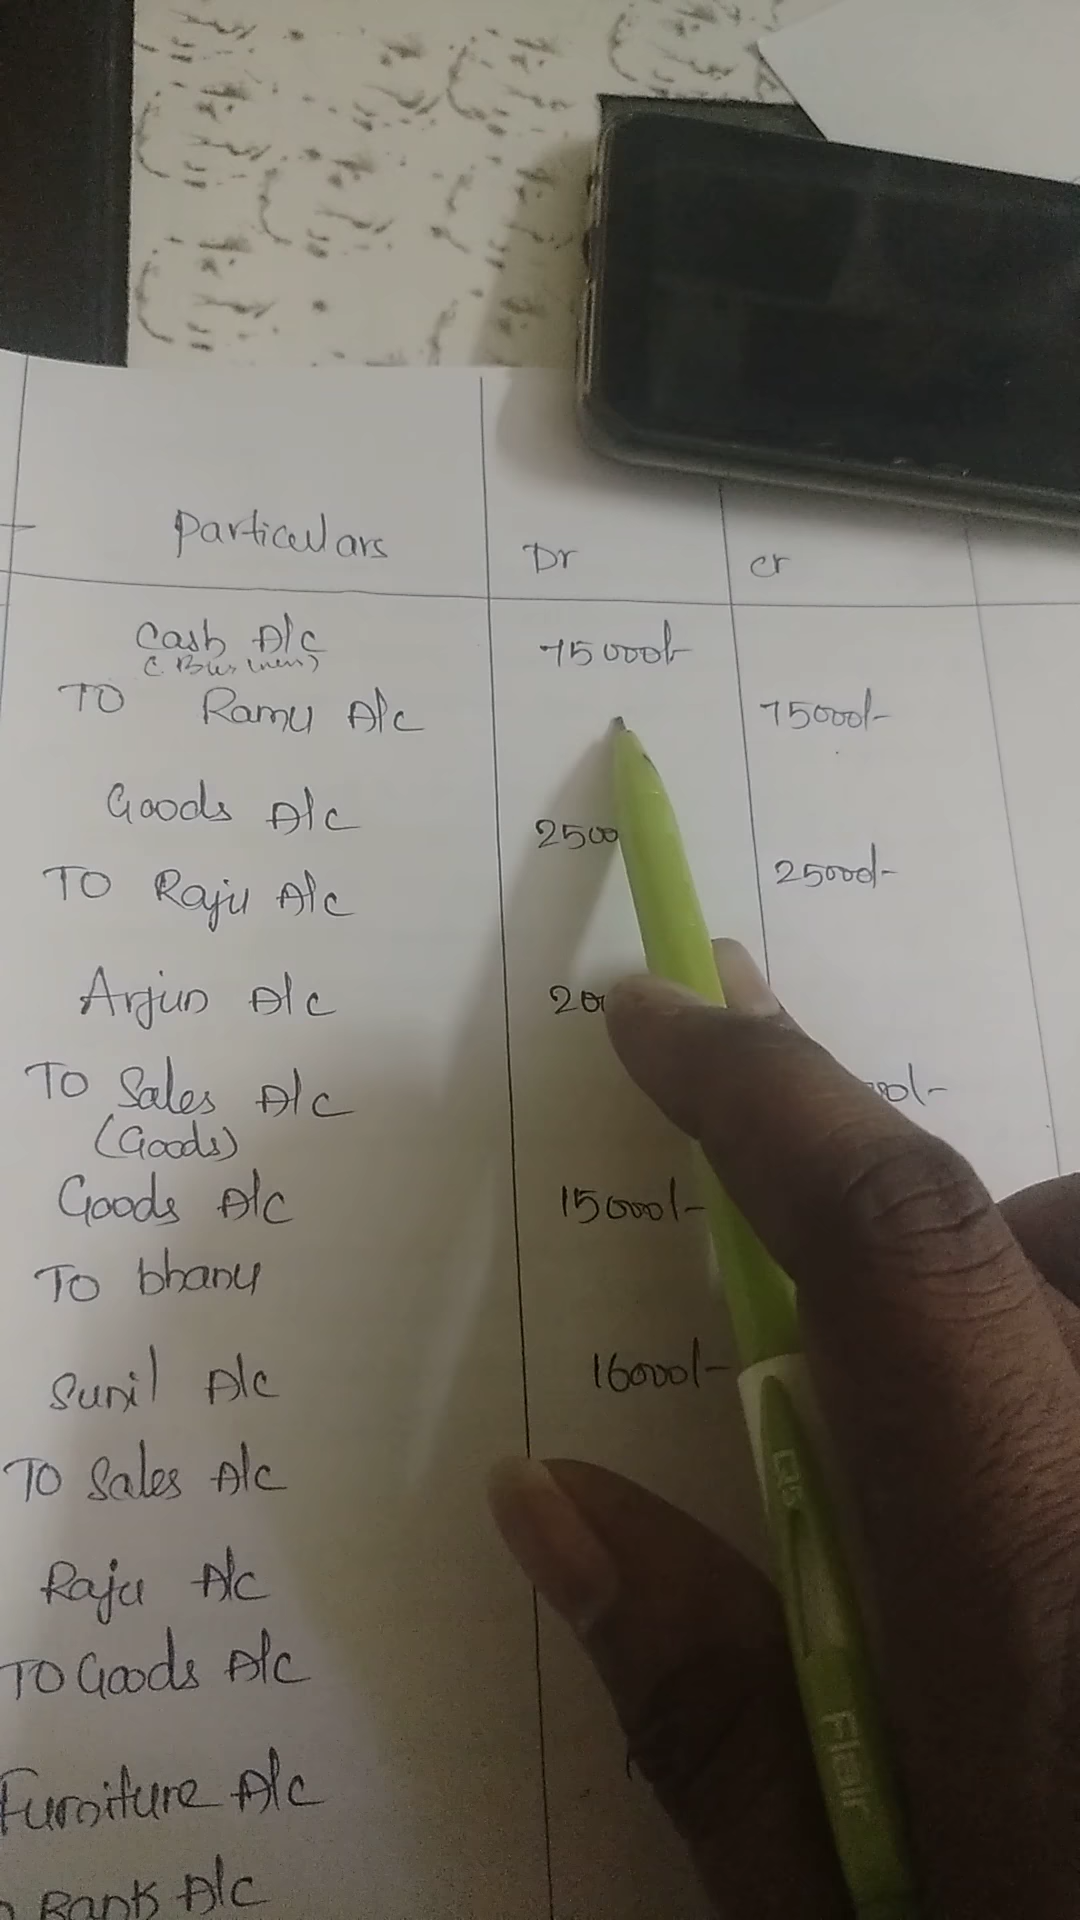 Particulars Dr Cr
Cash A/c 75000/-
(Business)
TO Ramu A/c 75000/-
Goods A/c 2500
TO Raju A/c 25000/-
Arjun A/c
TO Sales A/c
(Goods)
Goods A/c 15000/-
TO bhanu
Sunil A/c 16000/-
TO Sales A/c
Raju A/c
TO Goods A/c
Furniture A/c
Bank A/c
Flair